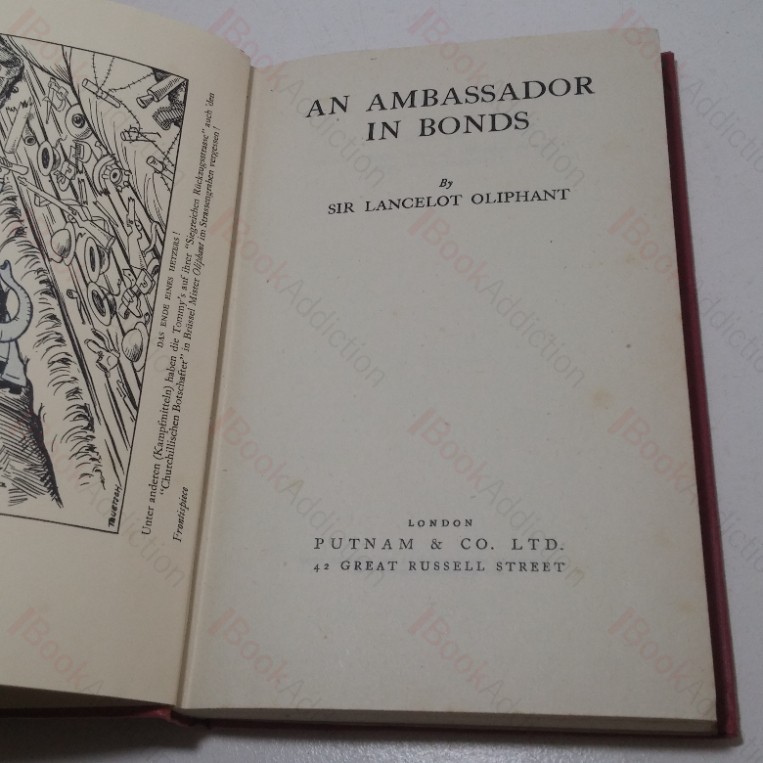 DAS ENDE EINES HETZERS!
Unter anderen (Kampfmitteln) haben die Tommy's auf ihrer "Siegreichen Rückzugsstrasse" auch den
"Churchillischen Botschafter" in Brüssel Mister Oliphant im Strassengraben vergessen!
Frontispiece
AN AMBASSADOR
IN BONDS
By
SIR LANCELOT OLIPHANT
LONDON
PUTNAM & CO. LTD.
42 GREAT RUSSELL STREET
BookAddiction